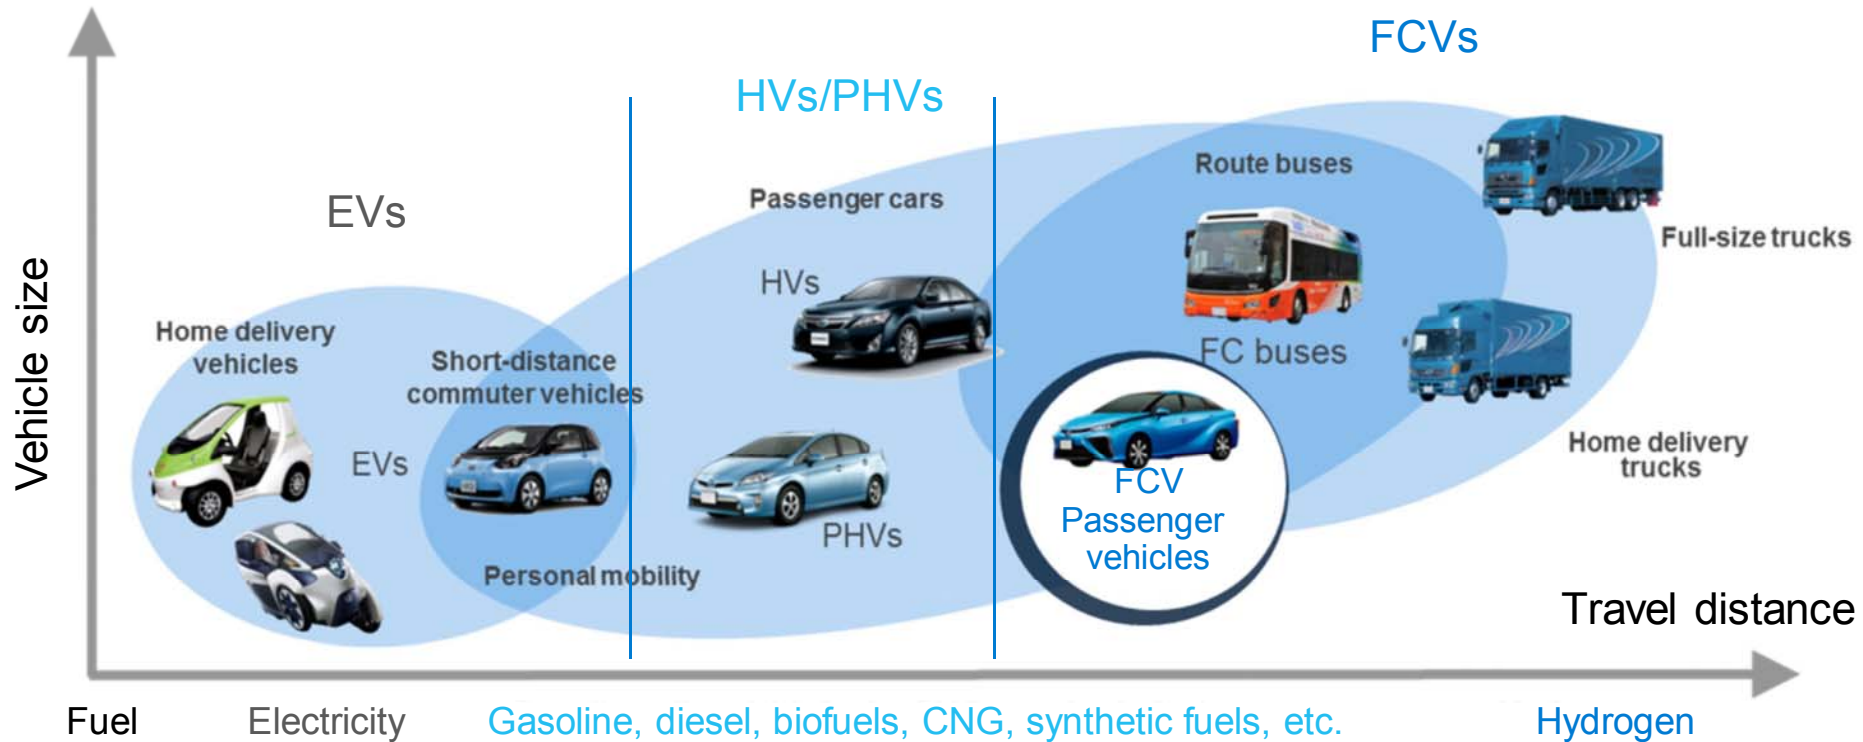 FCVs
HVs/PHVs
EVs
Vehicle size
Passenger cars
Route buses
HVs
Full-size trucks
Home delivery
vehicles
Short-distance
commuter vehicles
FC buses
EVs
Home delivery
trucks
FCV
Passenger
vehicles
PHVs
Personal mobility
Travel distance
Fuel
Electricity
Gasoline, diesel, biofuels, CNG, synthetic fuels, etc.
Hydrogen